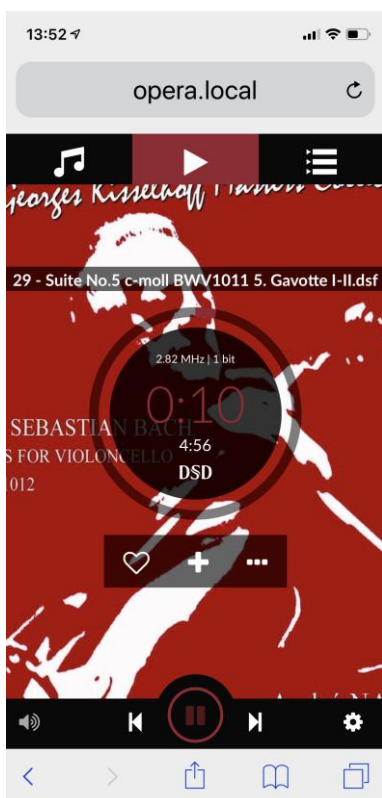 13:52
opera.local
Georges Kisselhoff
29 - Suite No.5 c-moll BWV1011 5. Gavotte I-II.dsf
2.82 MHz | 1 bit
0:10
SEBASTIAN BACH
4:56
S FOR VIOLONCELLO
DSD
1012